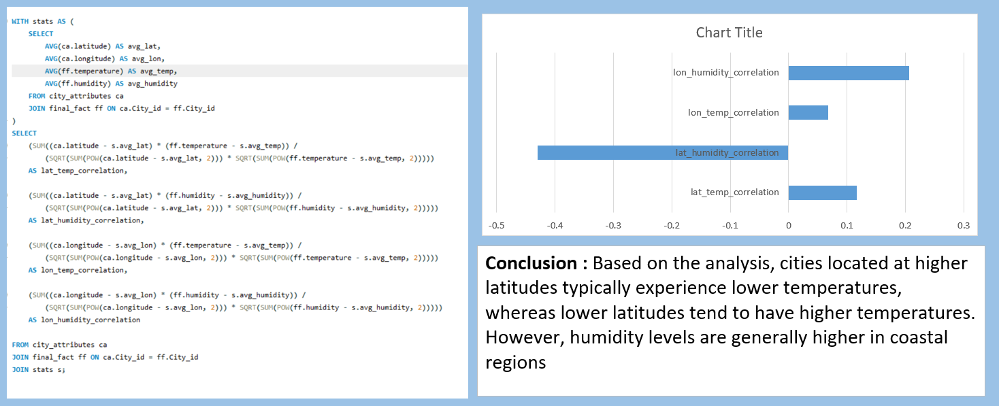 WITH stats AS (
SELECT
AVG(ca.latitude) AS avg_lat,
AVG(ca.longitude) AS avg_lon,
AVG(ff.temperature) AS avg_temp,
AVG(ff.humidity) AS avg_humidity
FROM city_attributes ca
JOIN final_fact ff ON ca.City_id = ff.City_id
)
SELECT
(SUM((ca.latitude - s.avg_lat) * (ff.temperature - s.avg_temp)) /
(SQRT(SUM(POW(ca.latitude - s.avg_lat, 2))) * SQRT(SUM(POW(ff.temperature - s.avg_temp, 2)))))
AS lat_temp_correlation,
(SUM((ca.latitude - s.avg_lat) * (ff.humidity - s.avg_humidity)) /
(SQRT(SUM(POW(ca.latitude - s.avg_lat, 2))) * SQRT(SUM(POW(ff.humidity - s.avg_humidity, 2)))))
AS lat_humidity_correlation,
(SUM((ca.longitude - s.avg_lon) * (ff.temperature - s.avg_temp)) /
(SQRT(SUM(POW(ca.longitude - s.avg_lon, 2))) * SQRT(SUM(POW(ff.temperature - s.avg_temp, 2)))))
AS lon_temp_correlation,
(SUM((ca.longitude - s.avg_lon) * (ff.humidity - s.avg_humidity)) /
(SQRT(SUM(POW(ca.longitude - s.avg_lon, 2))) * SQRT(SUM(POW(ff.humidity - s.avg_humidity, 2)))))
AS lon_humidity_correlation
FROM city_attributes ca
JOIN final_fact ff ON ca.City_id = ff.City_id
JOIN stats s;
Chart Title
lon_humidity_correlation
lon_temp_correlation
lat_humidity_correlation
lat_temp_correlation
-0.5 -0.4 -0.3 -0.2 -0.1 0 0.1 0.2 0.3
Conclusion : Based on the analysis, cities located at higher
latitudes typically experience lower temperatures,
whereas lower latitudes tend to have higher temperatures.
However, humidity levels are generally higher in coastal
regions